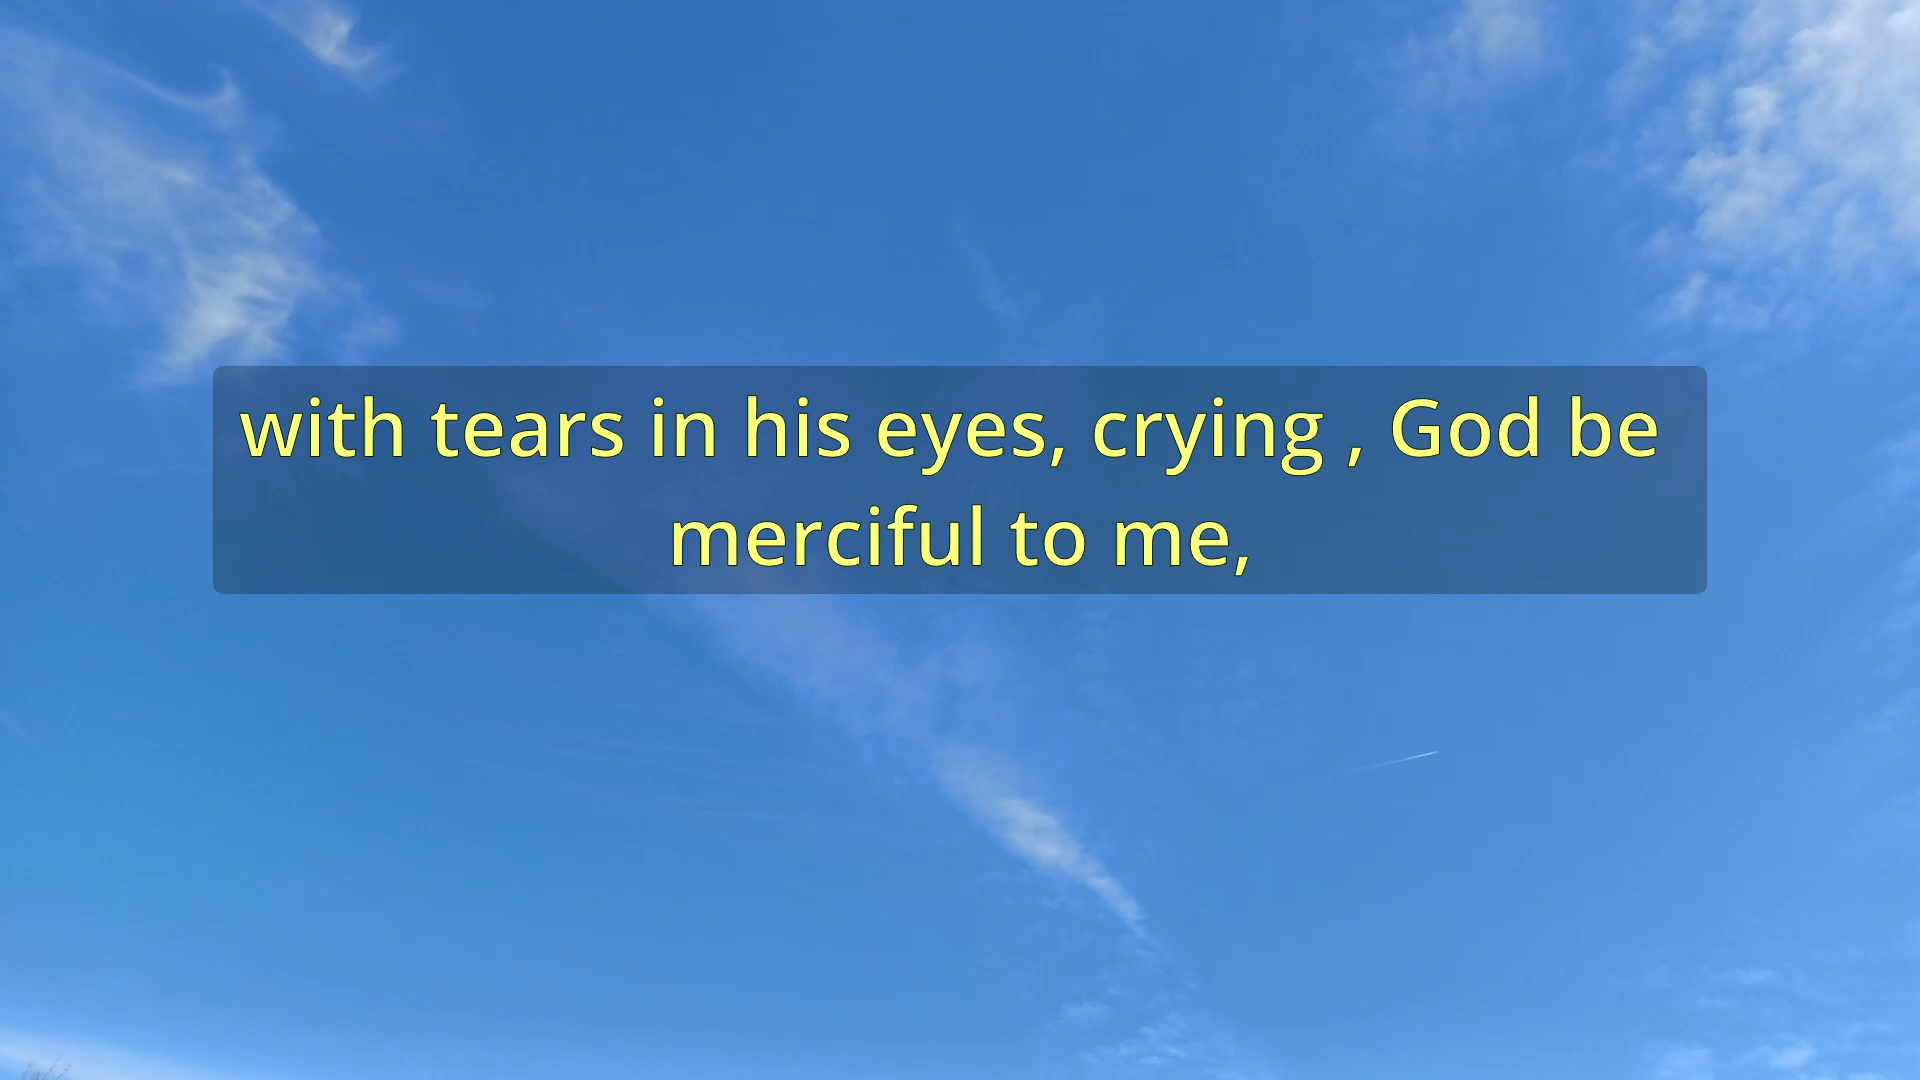 with tears in his eyes, crying , God be
merciful to me,